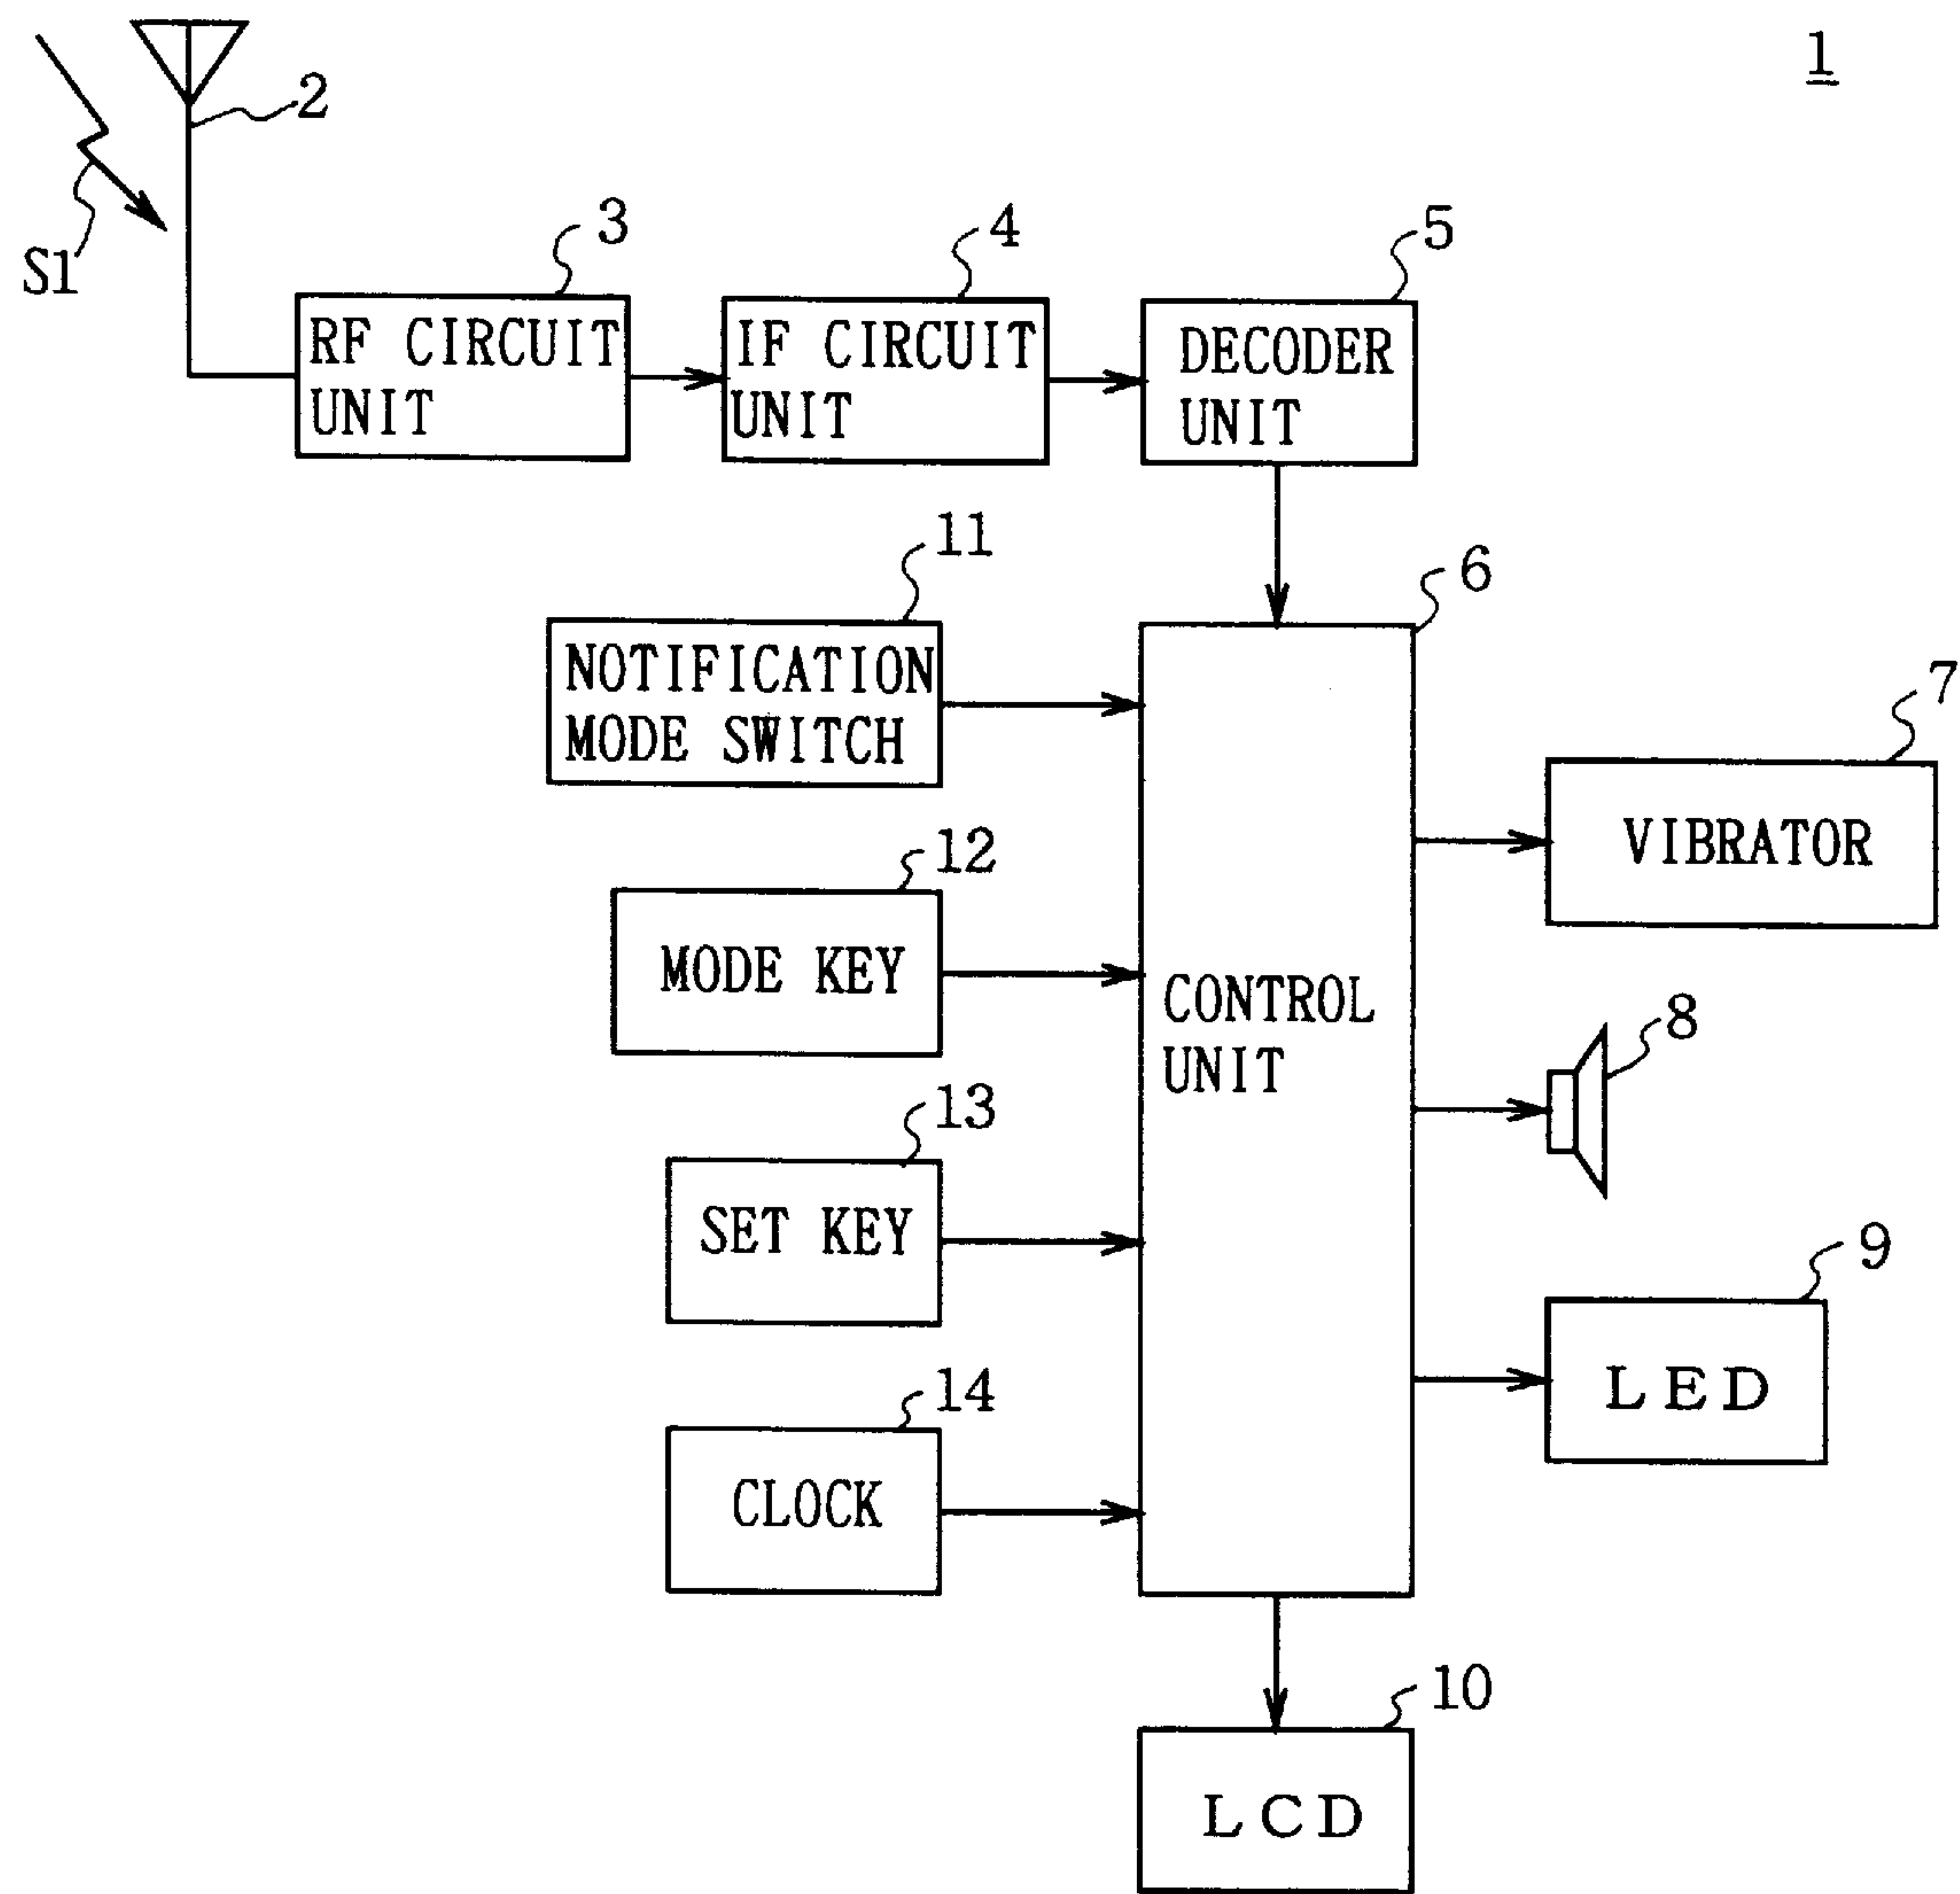 1
2
S1
3
4
5
RF CIRCUIT
UNIT
IF CIRCUIT
UNIT
DECODER
UNIT
11
6
NOTIFICATION
MODE SWITCH
7
VIBRATOR
12
MODE KEY
CONTROL
UNIT
8
13
SET KEY
9
LED
14
CLOCK
10
LCD